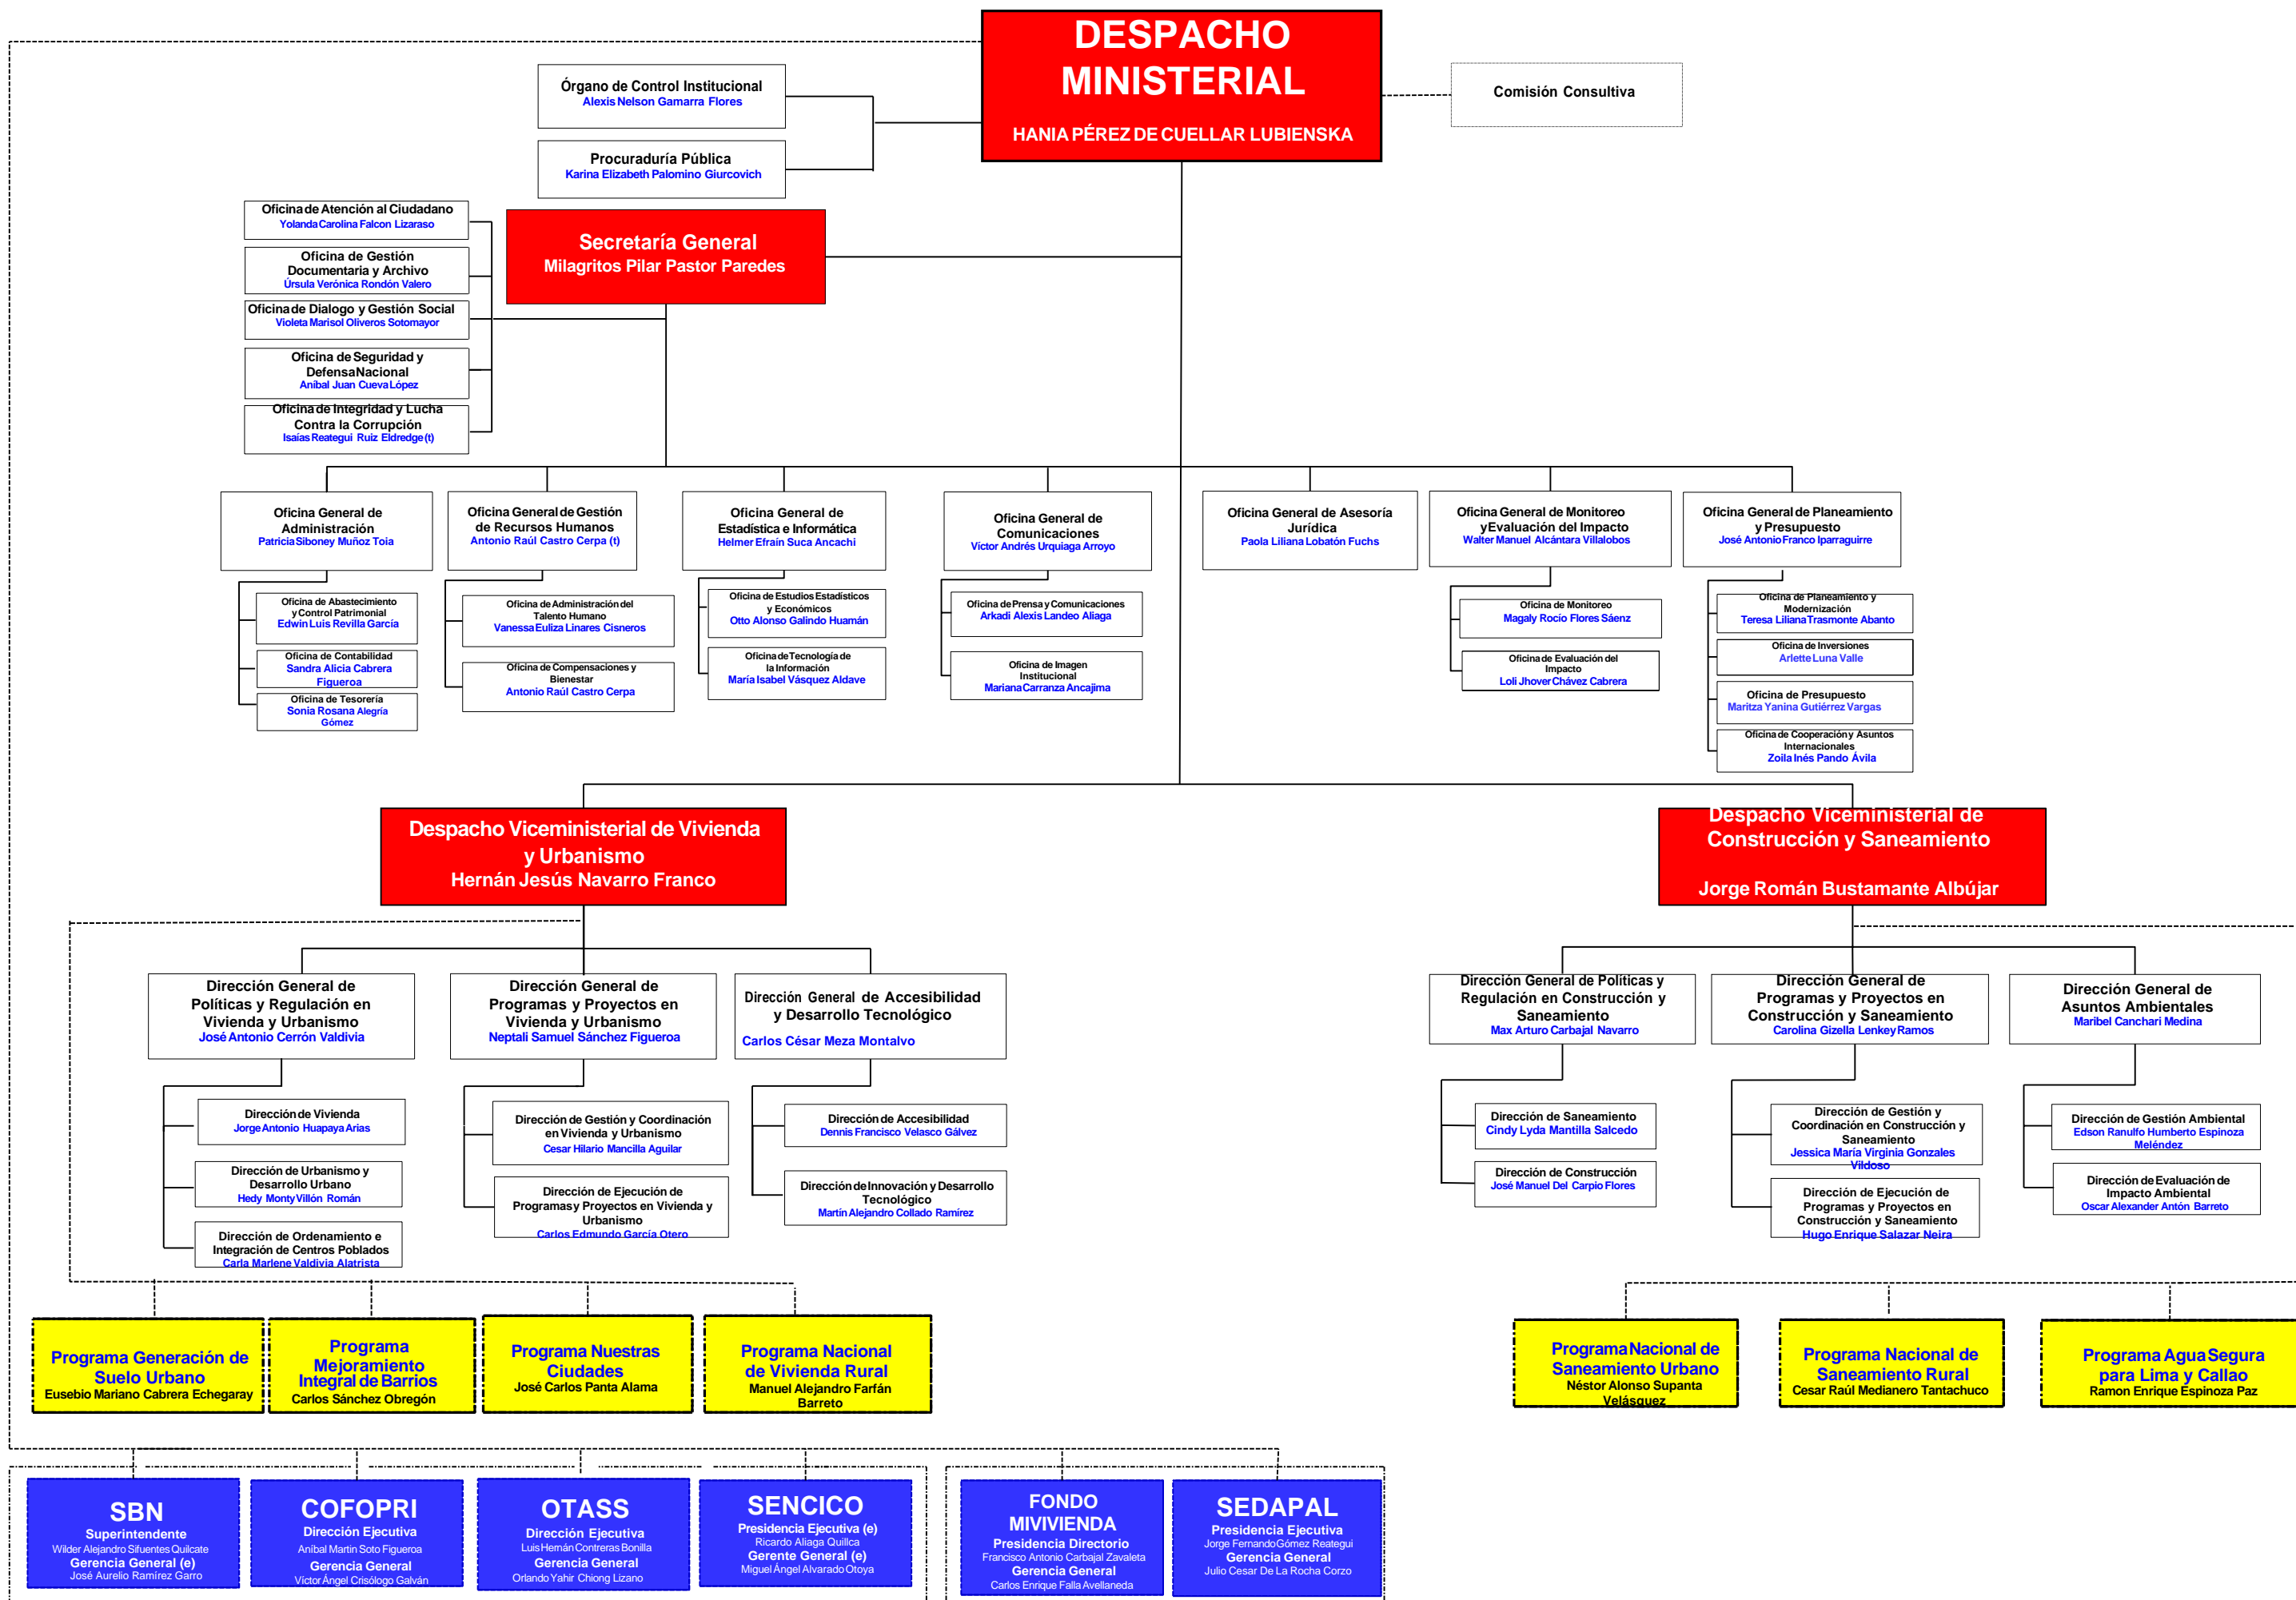 DESPACHO
MINISTERIAL
HANIA PÉREZ DE CUELLAR LUBIENSKA
Órgano de Control Institucional
Alexis Nelson Gamarra Flores
Comisión Consultiva
Procuraduría Pública
Karina Elizabeth Palomino Giurcovich
Oficina de Atención al Ciudadano
Yolanda Carolina Falcon Lizaraso
Oficina de Gestión
Documentaria y Archivo
Úrsula Verónica Rondón Valero
Oficina de Dialogo y Gestión Social
Violeta Marisol Oliveros Sotomayor
Oficina de Seguridad y
Defensa Nacional
Aníbal Juan Cueva López
Oficina de Integridad y Lucha
Contra la Corrupción
Isaías Reategui Ruiz Eldredge (t)
Secretaría General
Milagritos Pilar Pastor Paredes
Oficina General de
Administración
Patricia Siboney Muñoz Toia
Oficina General de Gestión
de Recursos Humanos
Antonio Raúl Castro Cerpa (t)
Oficina General de
Estadística e Informática
Helmer Efraín Suca Ancachi
Oficina General de
Comunicaciones
Víctor Andrés Urquiaga Arroyo
Oficina General de Asesoría
Jurídica
Paola Liliana Lobatón Fuchs
Oficina General de Monitoreo
y Evaluación del Impacto
Walter Manuel Alcántara Villalobos
Oficina General de Planeamiento
y Presupuesto
José Antonio Franco Iparraguirre
Oficina de Abastecimiento
y Control Patrimonial
Edwin Luis Revilla García
Oficina de Contabilidad
Sandra Alicia Cabrera
Figueroa
Oficina de Tesorería
Sonia Rosana Alegría
Gómez
Oficina de Administración del
Talento Humano
Vanessa Euliza Linares Cisneros
Oficina de Compensaciones y
Bienestar
Antonio Raúl Castro Cerpa
Oficina de Estudios Estadísticos
y Económicos
Otto Alonso Galindo Huamán
Oficina de Tecnología de
la Información
María Isabel Vásquez Aldave
Oficina de Prensa y Comunicaciones
Arkadi Alexis Landeo Aliaga
Oficina de Imagen
Institucional
Mariana Carranza Ancajima
Oficina de Monitoreo
Magaly Rocío Flores Sáenz
Oficina de Evaluación del
Impacto
Loli Jhover Chávez Cabrera
Oficina de Planeamiento y
Modernización
Teresa Liliana Trasmonte Abanto
Oficina de Inversiones
Arlette Luna Valle
Oficina de Presupuesto
Maritza Yanina Gutiérrez Vargas
Oficina de Cooperación y Asuntos
Internacionales
Zoila Inés Pando Ávila
Despacho Viceministerial de Vivienda
y Urbanismo
Hernán Jesús Navarro Franco
Despacho Viceministerial de
Construcción y Saneamiento
Jorge Román Bustamante Albújar
Dirección General de
Políticas y Regulación en
Vivienda y Urbanismo
José Antonio Cerrón Valdivia
Dirección General de
Programas y Proyectos en
Vivienda y Urbanismo
Neptali Samuel Sánchez Figueroa
Dirección General de Accesibilidad
y Desarrollo Tecnológico
Carlos César Meza Montalvo
Dirección General de Políticas y
Regulación en Construcción y
Saneamiento
Max Arturo Carbajal Navarro
Dirección General de
Programas y Proyectos en
Construcción y Saneamiento
Carolina Gizella Lenkey Ramos
Dirección General de
Asuntos Ambientales
Maribel Canchari Medina
Dirección de Vivienda
Jorge Antonio Huapaya Arias
Dirección de Urbanismo y
Desarrollo Urbano
Hedy Monty Villón Román
Dirección de Ordenamiento e
Integración de Centros Poblados
Carla Marlene Valdivia Alatrista
Dirección de Gestión y Coordinación
en Vivienda y Urbanismo
Cesar Hilario Mancilla Aguilar
Dirección de Ejecución de
Programas y Proyectos en Vivienda y
Urbanismo
Carlos Edmundo García Otero
Dirección de Accesibilidad
Dennis Francisco Velasco Gálvez
Dirección de Innovación y Desarrollo
Tecnológico
Martín Alejandro Collado Ramírez
Dirección de Saneamiento
Cindy Lyda Mantilla Salcedo
Dirección de Construcción
José Manuel Del Carpio Flores
Dirección de Gestión y
Coordinación en Construcción y
Saneamiento
Jessica María Virginia Gonzales
Vildoso
Dirección de Ejecución de
Programas y Proyectos en
Construcción y Saneamiento
Hugo Enrique Salazar Neira
Dirección de Gestión Ambiental
Edson Ranulfo Humberto Espinoza
Meléndez
Dirección de Evaluación de
Impacto Ambiental
Oscar Alexander Antón Barreto
Programa Generación de
Suelo Urbano
Eusebio Mariano Cabrera Echegaray
Programa
Mejoramiento
Integral de Barrios
Carlos Sánchez Obregón
Programa Nuestras
Ciudades
José Carlos Panta Alama
Programa Nacional
de Vivienda Rural
Manuel Alejandro Farfán
Barreto
Programa Nacional de
Saneamiento Urbano
Néstor Alonso Supanta
Velásquez
Programa Nacional de
Saneamiento Rural
Cesar Raúl Medianero Tantachuco
Programa Agua Segura
para Lima y Callao
Ramon Enrique Espinoza Paz
SBN
Superintendente
Wilder Alejandro Sifuentes Quilcate
Gerencia General (e)
José Aurelio Ramírez Garro
COFOPRI
Dirección Ejecutiva
Aníbal Martin Soto Figueroa
Gerencia General
Víctor Ángel Crisólogo Galván
OTASS
Dirección Ejecutiva
Luis Hernán Contreras Bonilla
Gerencia General
Orlando Yahir Chiong Lizano
SENCICO
Presidencia Ejecutiva (e)
Ricardo Aliaga Quillca
Gerente General (e)
Miguel Ángel Alvarado Otoya
FONDO
MIVIVIENDA
Presidencia Directorio
Francisco Antonio Carbajal Zavaleta
Gerencia General
Carlos Enrique Falla Avellaneda
SEDAPAL
Presidencia Ejecutiva
Jorge Fernando Gómez Reategui
Gerencia General
Julio Cesar De La Rocha Corzo